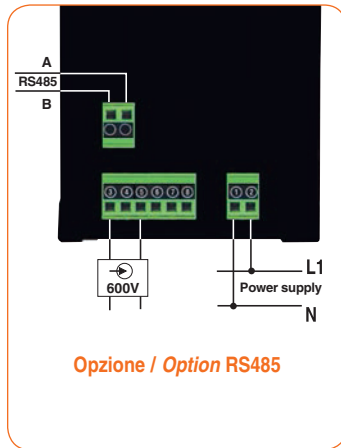 A
RS485
B
3 4 5 6 7 8
1 2
600V
L1
Power supply
N
Opzione / Option RS485